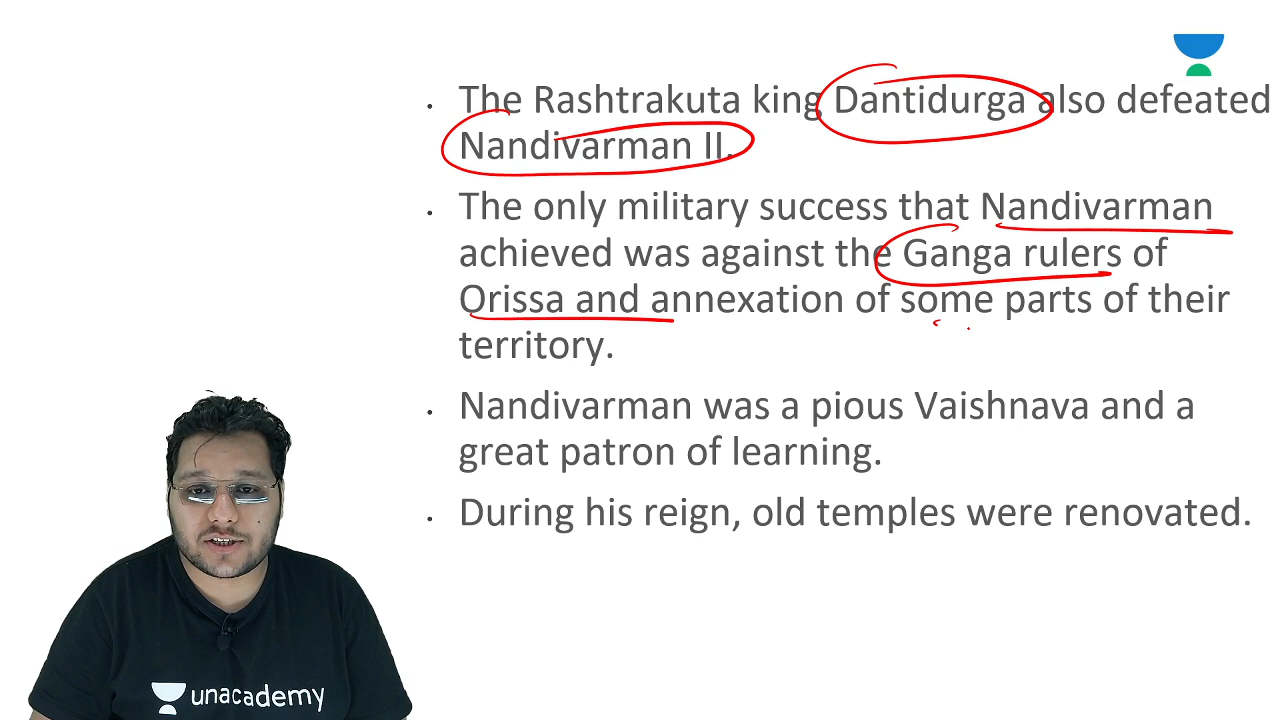 The Rashtrakuta king Dantidurga also defeated
Nandivarman II.
The only military success that Nandivarman
achieved was against the Ganga rulers of
Orissa and annexation of some parts of their
territory.
Nandivarman was a pious Vaishnava and a
great patron of learning.
During his reign, old temples were renovated.
unacademy